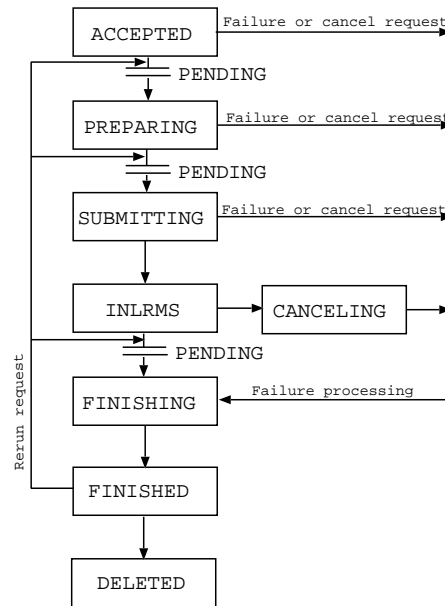 ACCEPTED
Failure or cancel request
PENDING
PREPARING
Failure or cancel request
PENDING
SUBMITTING
Failure or cancel request
INLRMS
CANCELING
PENDING
Rerun request
FINISHING
Failure processing
FINISHED
DELETED